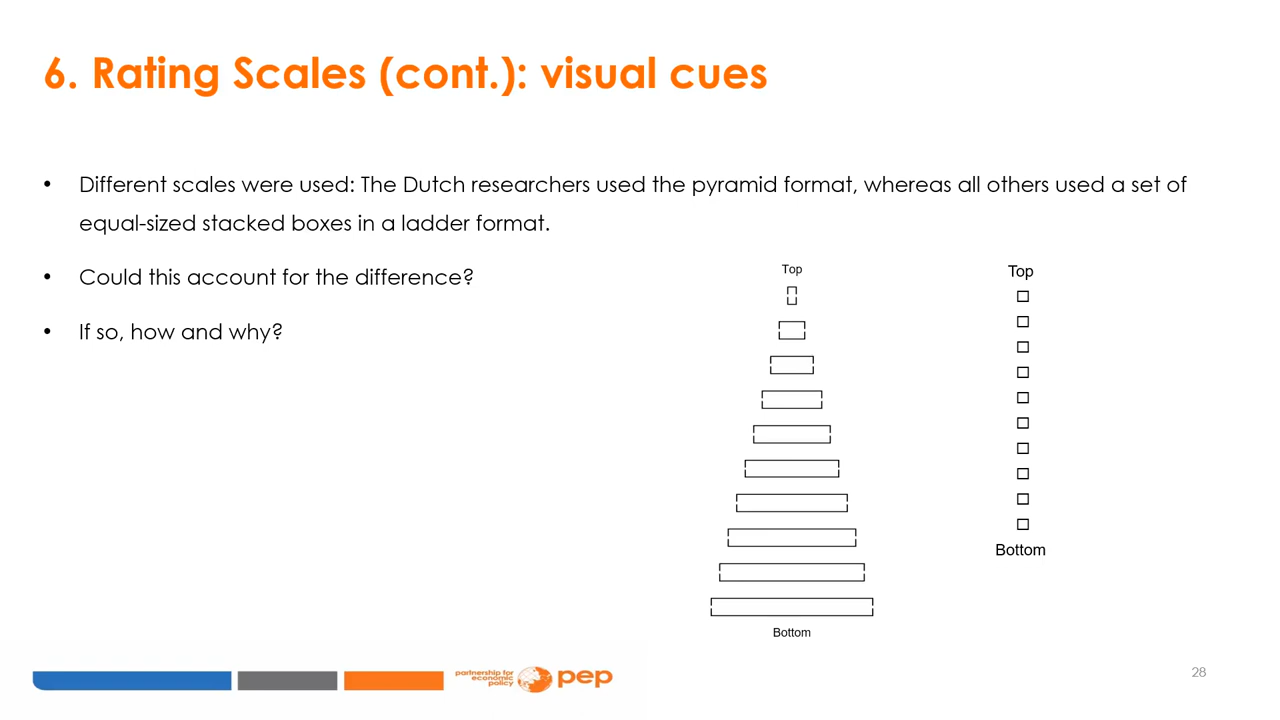 6. Rating Scales (cont.): visual cues
• Different scales were used: The Dutch researchers used the pyramid format, whereas all others used a set of
equal-sized stacked boxes in a ladder format.
• Could this account for the difference?
• If so, how and why?
Top
Bottom
Top
Bottom
partnership for
economic
policy
pep
28